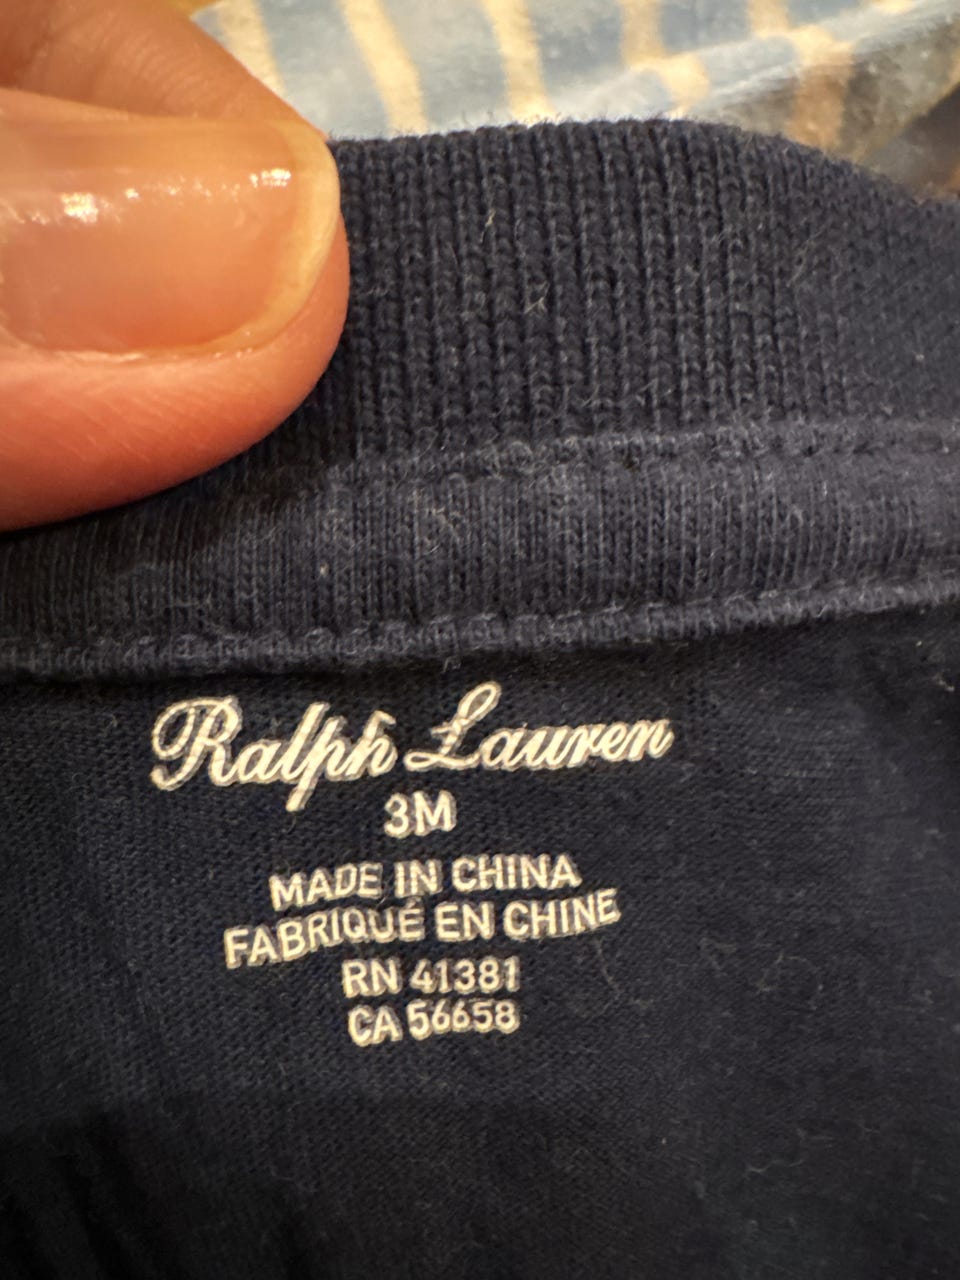 Ralph Lauren
3M
MADE IN CHINA
FABRIQUÉ EN CHINE
RN 41381
CA 56658